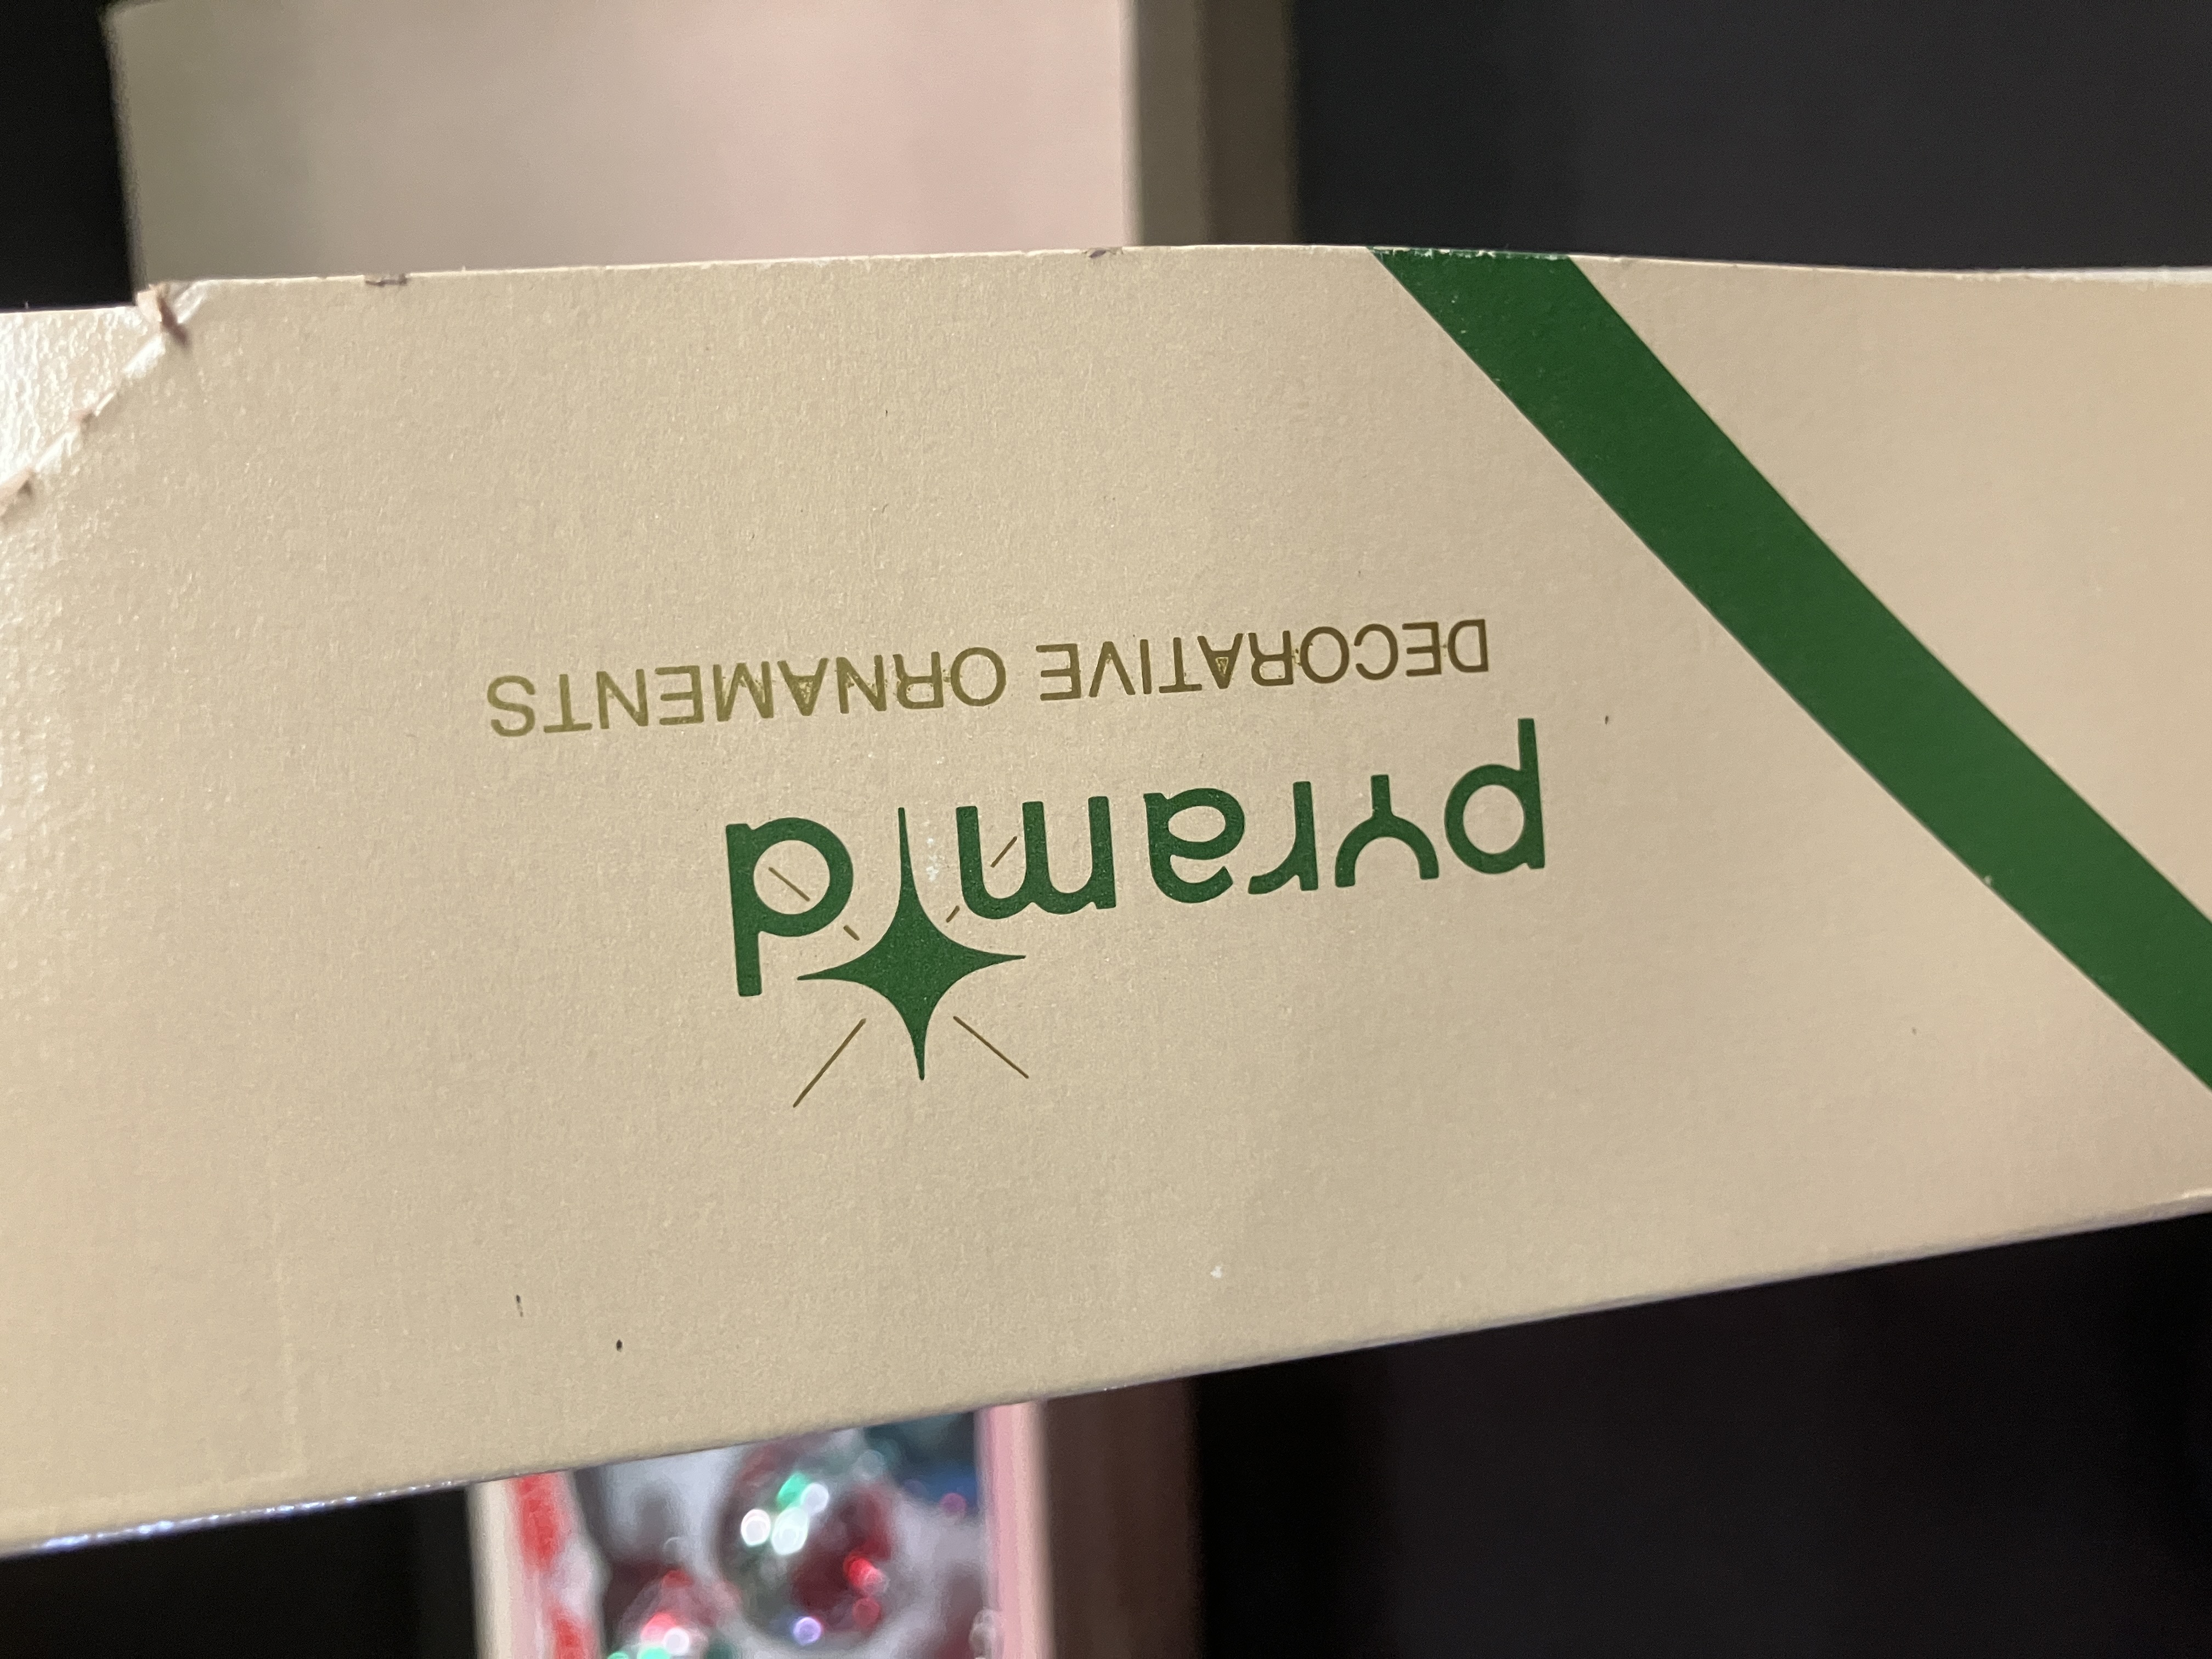 pyramid
DECORATIVE ORNAMENTS